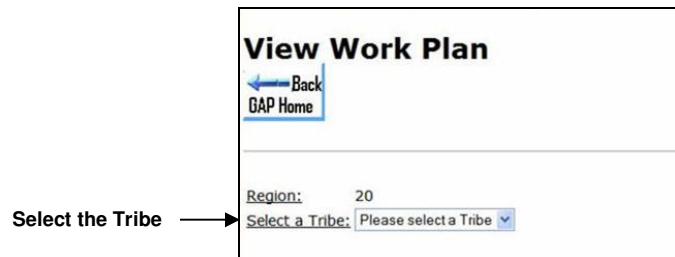 View Work Plan
Back
GAP Home
Region: 20
Select the Tribe
Select a Tribe: Please select a Tribe